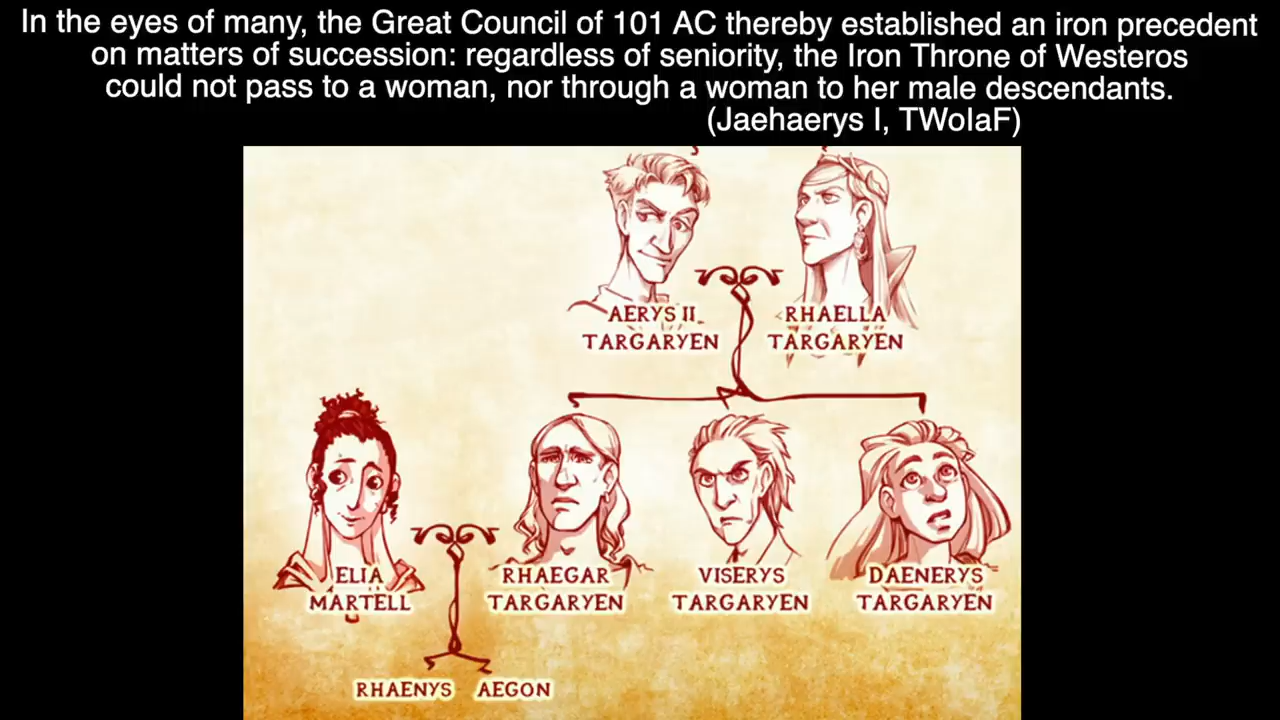 In the eyes of many, the Great Council of 101 AC thereby established an iron precedent
on matters of succession: regardless of seniority, the Iron Throne of Westeros
could not pass to a woman, nor through a woman to her male descendants.
(Jaehaerys I, TWoIaF)
AERYS II
TARGARYEN
RHAELLA
TARGARYEN
ELIA
MARTELL
RHAEGAR
TARGARYEN
VISERYS
TARGARYEN
DAENERYS
TARGARYEN
RHAENYS
AEGON